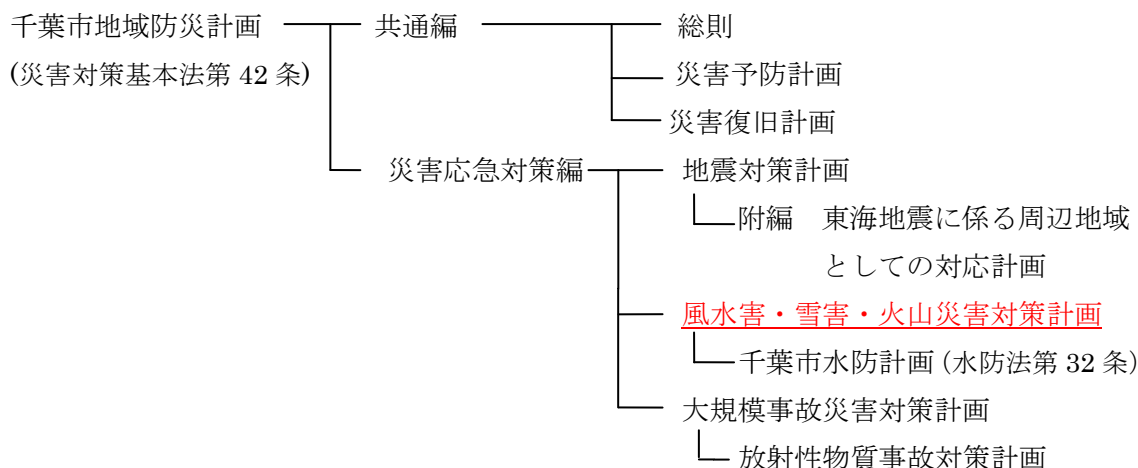 千葉市地域防災計画 共通編 総則
(災害対策基本法第 42 条) 災害予防計画
災害復旧計画
災害応急対策編 地震対策計画
附編　東海地震に係る周辺地域
としての対応計画
風水害・雪害・火山災害対策計画
千葉市水防計画 (水防法第 32 条)
大規模事故災害対策計画
放射性物質事故対策計画